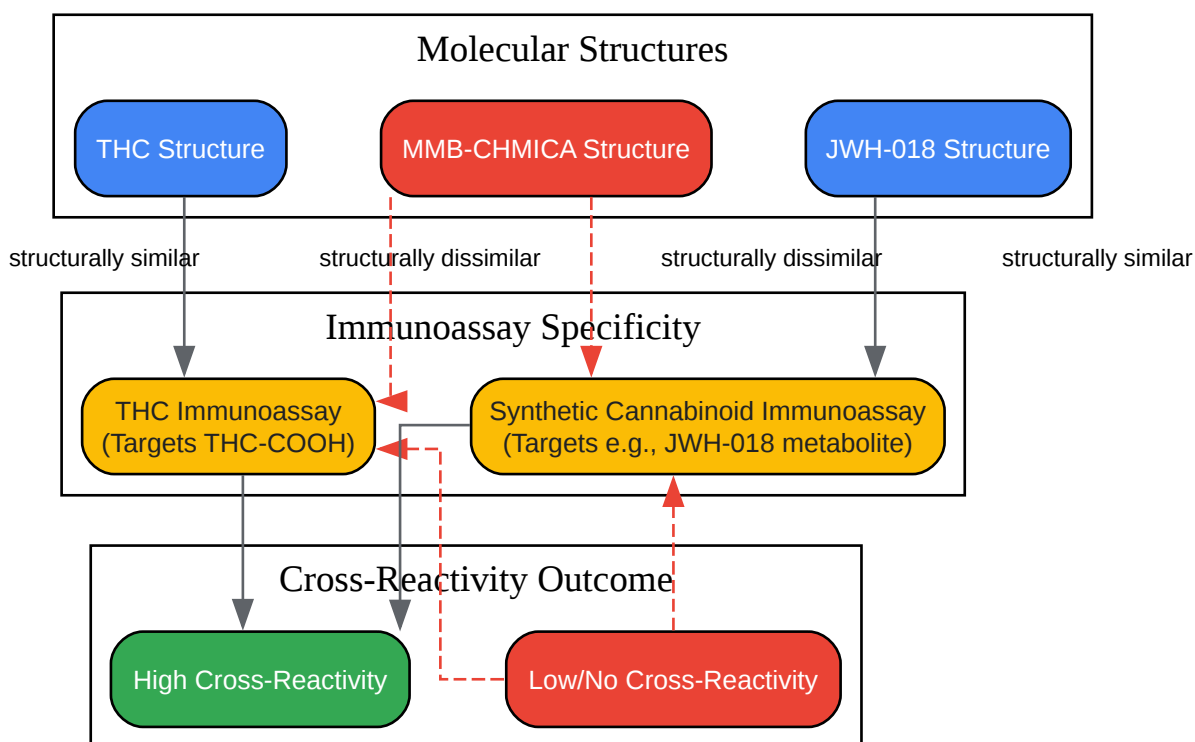 Molecular Structures
THC Structure
MMB-CHMICA Structure
JWH-018 Structure
structurally similar
structurally dissimilar
structurally dissimilar
structurally similar
Immunoassay Specificity
THC Immunoassay
(Targets THC-COOH)
Synthetic Cannabinoid Immunoassay
(Targets e.g., JWH-018 metabolite)
Cross-Reactivity Outcome
High Cross-Reactivity
Low/No Cross-Reactivity